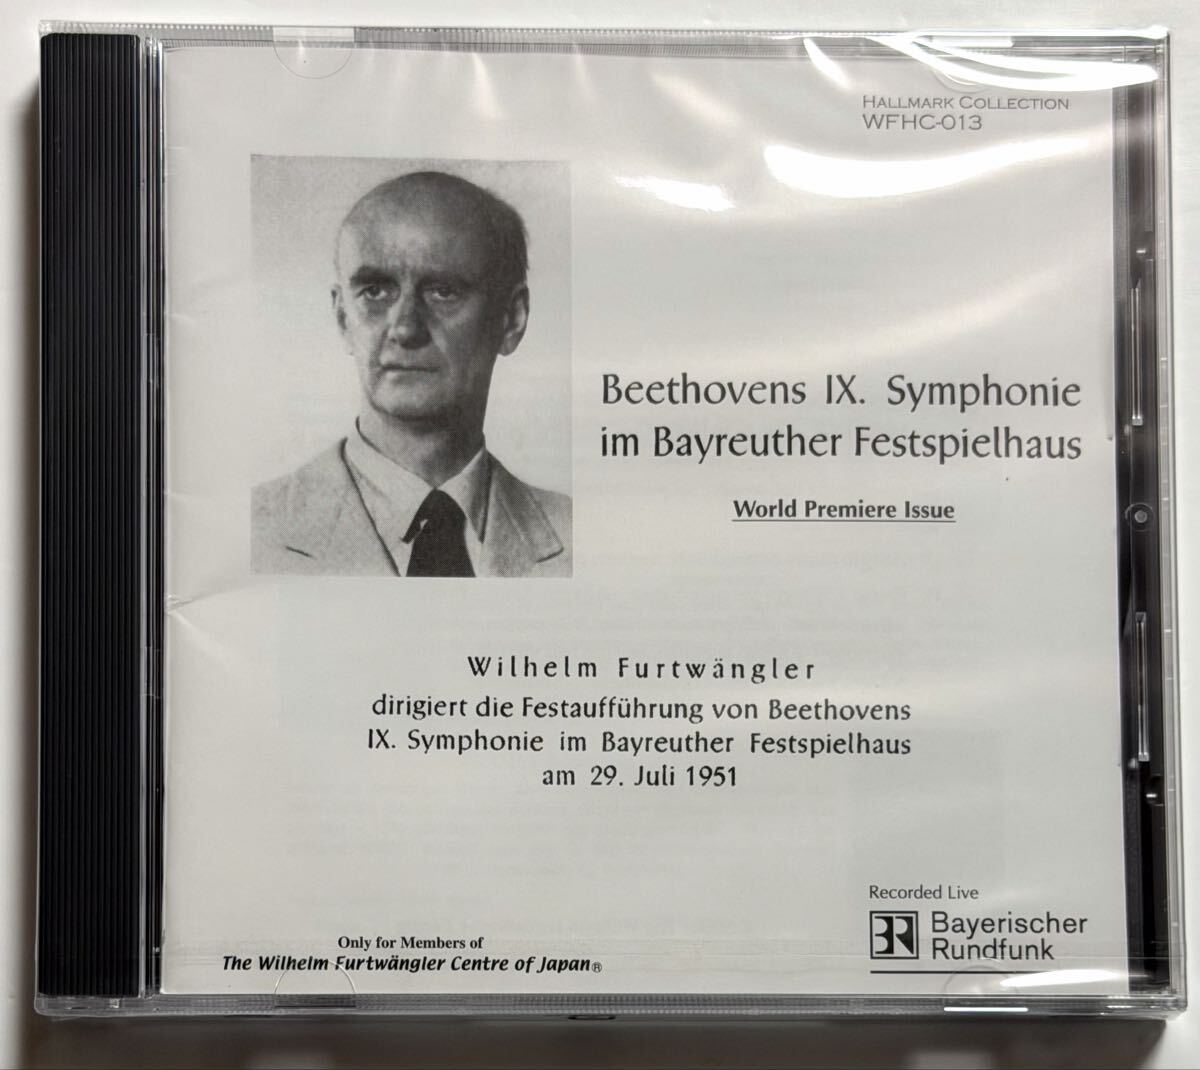 HALLMARK COLLECTION
WFHC-013
Beethovens IX. Symphonie
im Bayreuther Festspielhaus
World Premiere Issue
Wilhelm Furtwängler
dirigiert die Festaufführung von Beethovens
IX. Symphonie im Bayreuther Festspielhaus
am 29. Juli 1951
Recorded Live
BR Bayerischer
Rundfunk
Only for Members of
The Wilhelm Furtwängler Centre of Japan®